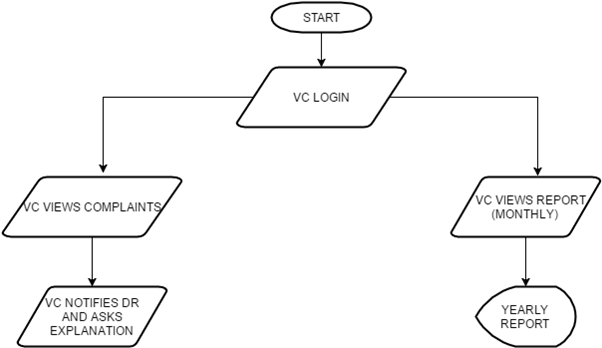 START
VC LOGIN
VC VIEWS COMPLAINTS
VC VIEWS REPORT
(MONTHLY)
VC NOTIFIES DR
AND ASKS
EXPLANATION
YEARLY
REPORT